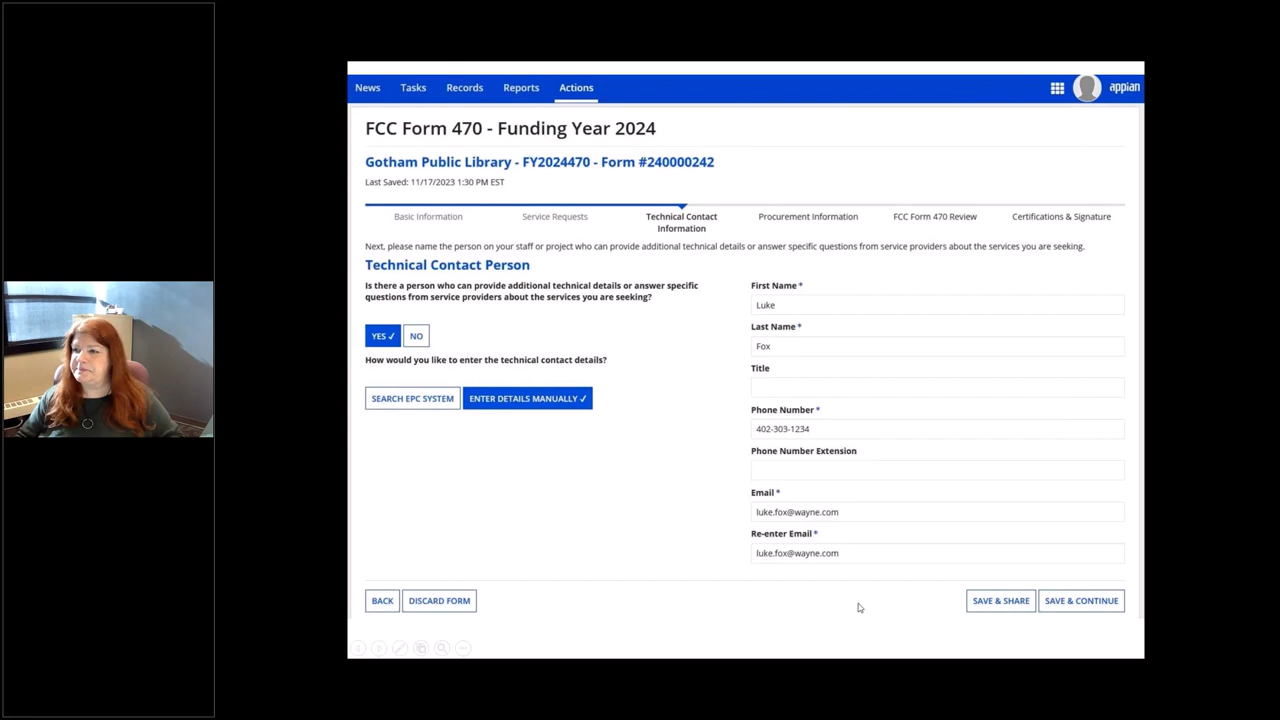 News Tasks Records Reports Actions appian
FCC Form 470 - Funding Year 2024
Gotham Public Library - FY2024470 - Form #240000242
Last Saved: 11/17/2023 1:30 PM EST
Basic Information Service Requests Technical Contact Procurement Information FCC Form 470 Review Certifications & Signature
Information
Next, please name the person on your staff or project who can provide additional technical details or answer specific questions from service providers about the services you are seeking.
Technical Contact Person
Is there a person who can provide additional technical details or answer specific
questions from service providers about the services you are seeking?
YES ✓ NO
How would you like to enter the technical contact details?
SEARCH EPC SYSTEM ENTER DETAILS MANUALLY ✓
First Name *
Luke
Last Name *
Fox
Title
Phone Number *
402-303-1234
Phone Number Extension
Email *
luke.fox@wayne.com
Re-enter Email *
luke.fox@wayne.com
BACK DISCARD FORM SAVE & SHARE SAVE & CONTINUE